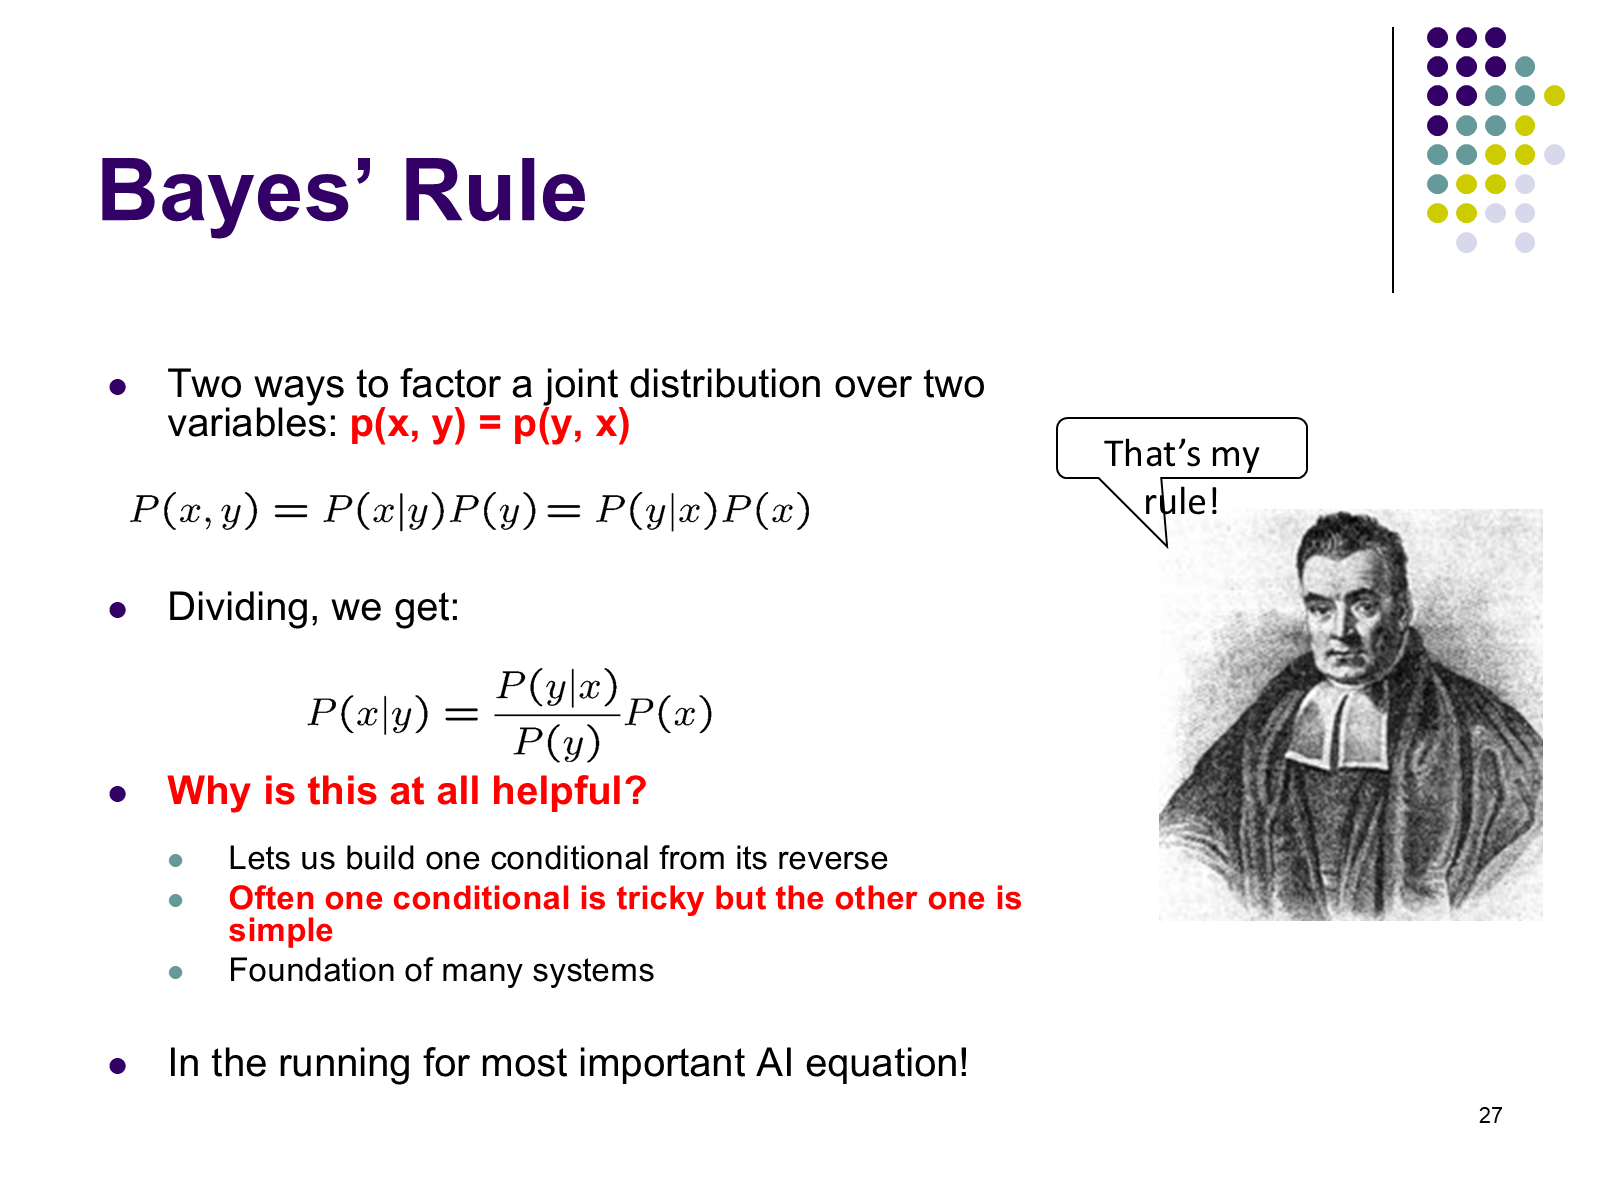 Bayes’ Rule
Two ways to factor a joint distribution over two
variables: p(x, y) = p(y, x)
That’s my
rule!
P(x, y) = P(x|y)P(y) = P(y|x)P(x)
Dividing, we get:
P(x|y) = \frac{P(y|x)}{P(y)} P(x)
Why is this at all helpful?
Lets us build one conditional from its reverse
Often one conditional is tricky but the other one is
simple
Foundation of many systems
In the running for most important AI equation!
27